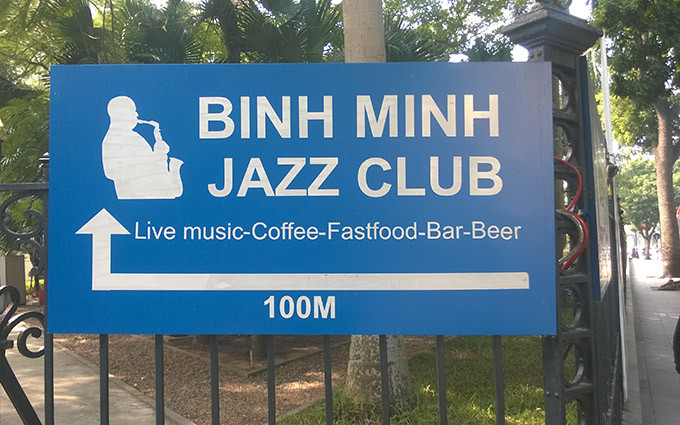 BINH MINH
JAZZ CLUB
Live music-Coffee-Fastfood-Bar-Beer
100M